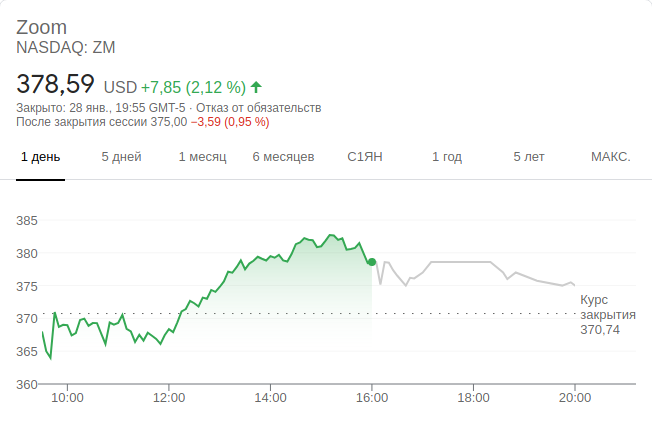 Zoom
NASDAQ: ZM
378,59 USD +7,85 (2,12 %)
Закрыто: 28 янв., 19:55 GMT-5 · Отказ от обязательств
После закрытия сессии 375,00 −3,59 (0,95 %)
1 день 5 дней 1 месяц 6 месяцев С1ЯН 1 год 5 лет МАКС.
385
380
375
Курс
закрытия
370
370,74
365
360
10:00 12:00 14:00 16:00 18:00 20:00